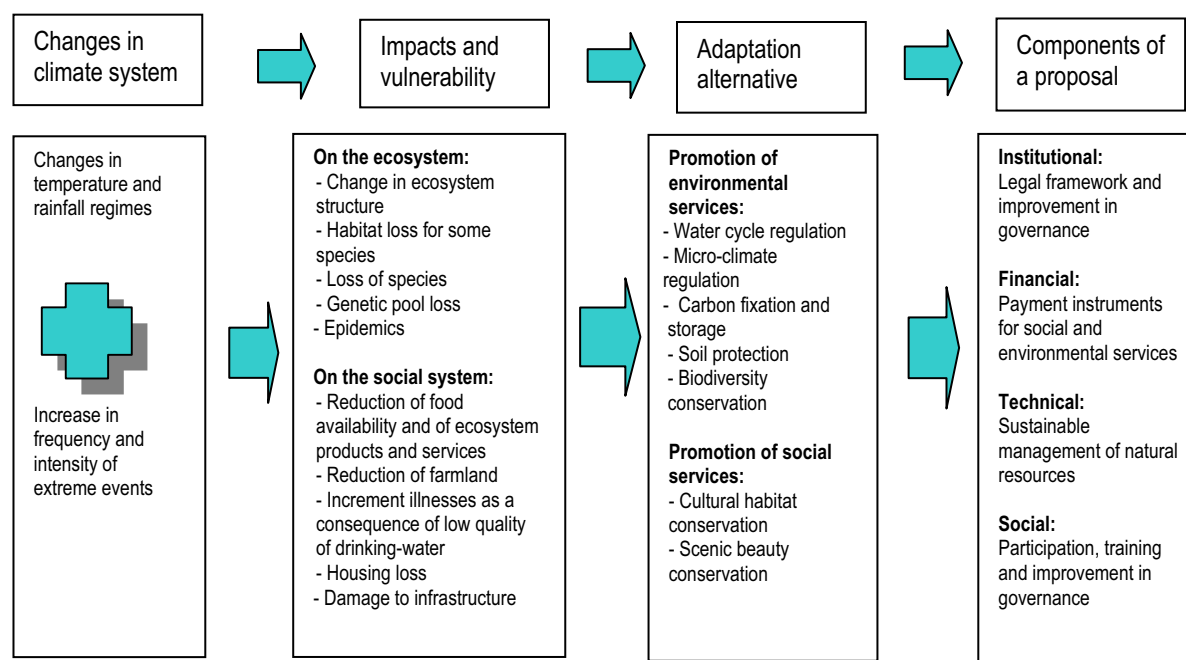 Changes in
climate system
Impacts and
vulnerability
Adaptation
alternative
Components of
a proposal
Changes in
temperature and
rainfall regimes
Increase in
frequency and
intensity of
extreme events
On the ecosystem:
- Change in ecosystem
structure
- Habitat loss for some
species
- Loss of species
- Genetic pool loss
- Epidemics
On the social system:
- Reduction of food
availability and of ecosystem
products and services
- Reduction of farmland
- Increment illnesses as a
consequence of low quality
of drinking-water
- Housing loss
- Damage to infrastructure
Promotion of
environmental
services:
- Water cycle regulation
- Micro-climate
regulation
- Carbon fixation and
storage
- Soil protection
- Biodiversity
conservation
Promotion of social
services:
- Cultural habitat
conservation
- Scenic beauty
conservation
Institutional:
Legal framework and
improvement in
governance
Financial:
Payment instruments
for social and
environmental services
Technical:
Sustainable
management of natural
resources
Social:
Participation, training
and improvement in
governance